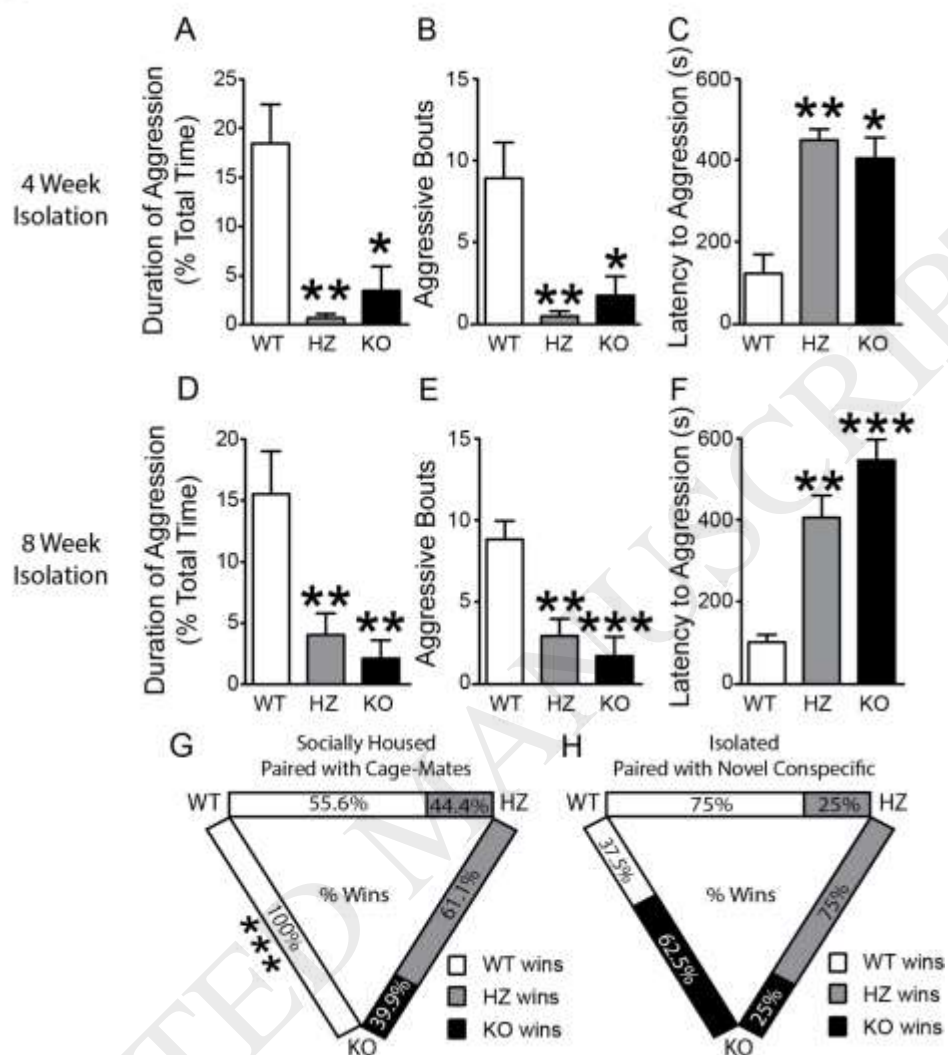 A
Duration of Aggression
(% Total Time)
25
20
15
10
5
0
**
*
WT HZ KO
B
Aggressive Bouts
15
10
5
0
**
*
WT HZ KO
C
Latency to Aggression (s)
600
400
200
0
**
*
WT HZ KO
4 Week
Isolation
D
Duration of Aggression
(% Total Time)
20
15
10
5
0
**
**
WT HZ KO
E
Aggressive Bouts
15
10
5
0
**
***
WT HZ KO
F
Latency to Aggression (s)
600
400
200
0
**
***
WT HZ KO
8 Week
Isolation
G
Socially Housed
Paired with Cage-Mates
WT 55.6% 44.4% HZ
100%
***
% Wins
61.1%
39.9%
KO
WT wins
HZ wins
KO wins
H
Isolated
Paired with Novel Conspecific
WT 75% 25% HZ
37.5%
62.5%
% Wins
75%
25%
KO
WT wins
HZ wins
KO wins
TED MANUSCRIP